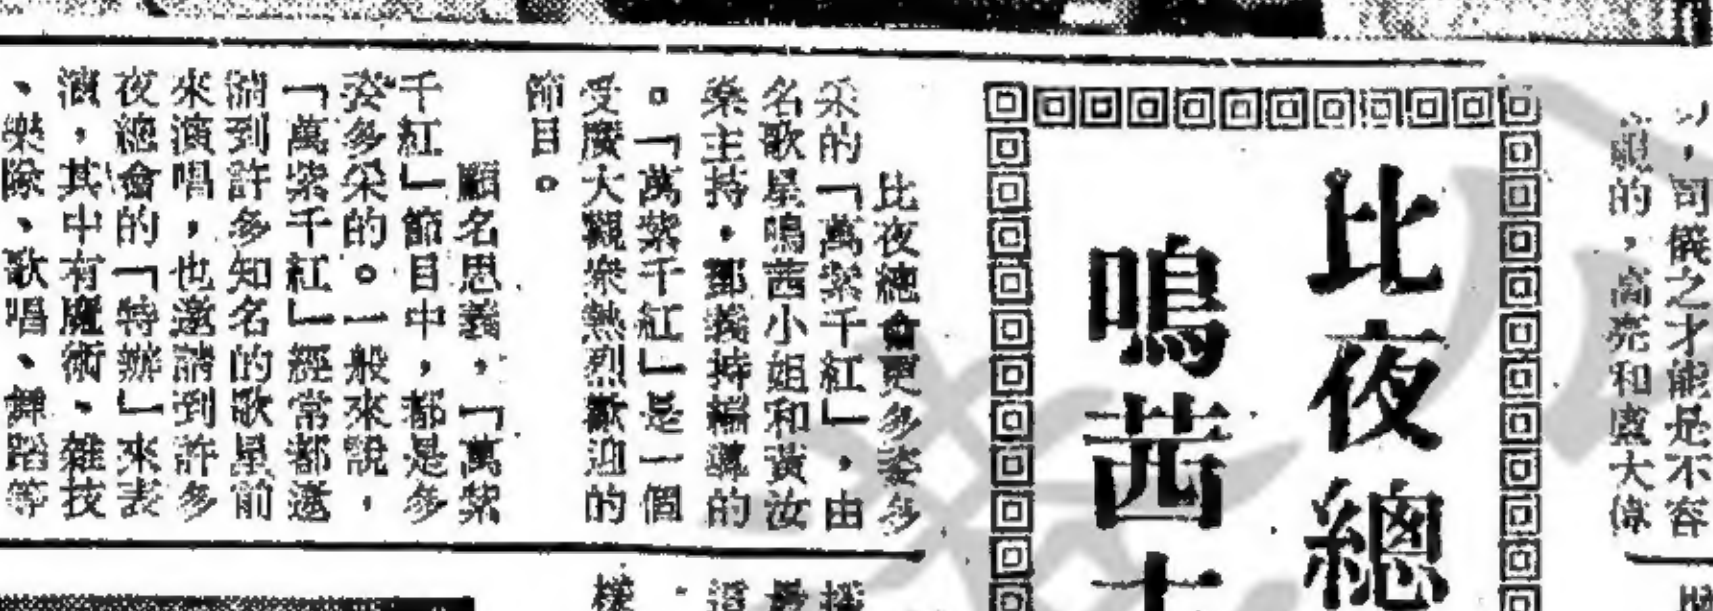 司儀之才能是不容
的，高亮和盧大偉
比夜總
鳴茜
比夜總會更多姿多
采的「萬紫千紅」，由
名歌星鳴茜小姐和黃汝
樂主持，鄧義持編導的
。「萬紫千紅」是一個
受廣大觀眾熱烈歡迎的
節目。
顧名思義，「萬紫
千紅」節目中，都是多
姿多采的。一般來說，
「萬紫千紅」經常都邀
請到許多知名的歌星前
來演唱，也邀請到許多
夜總會的「特辦」來表
演，其中有魔術、雜技
、樂隊、歌唱、舞蹈等
樣